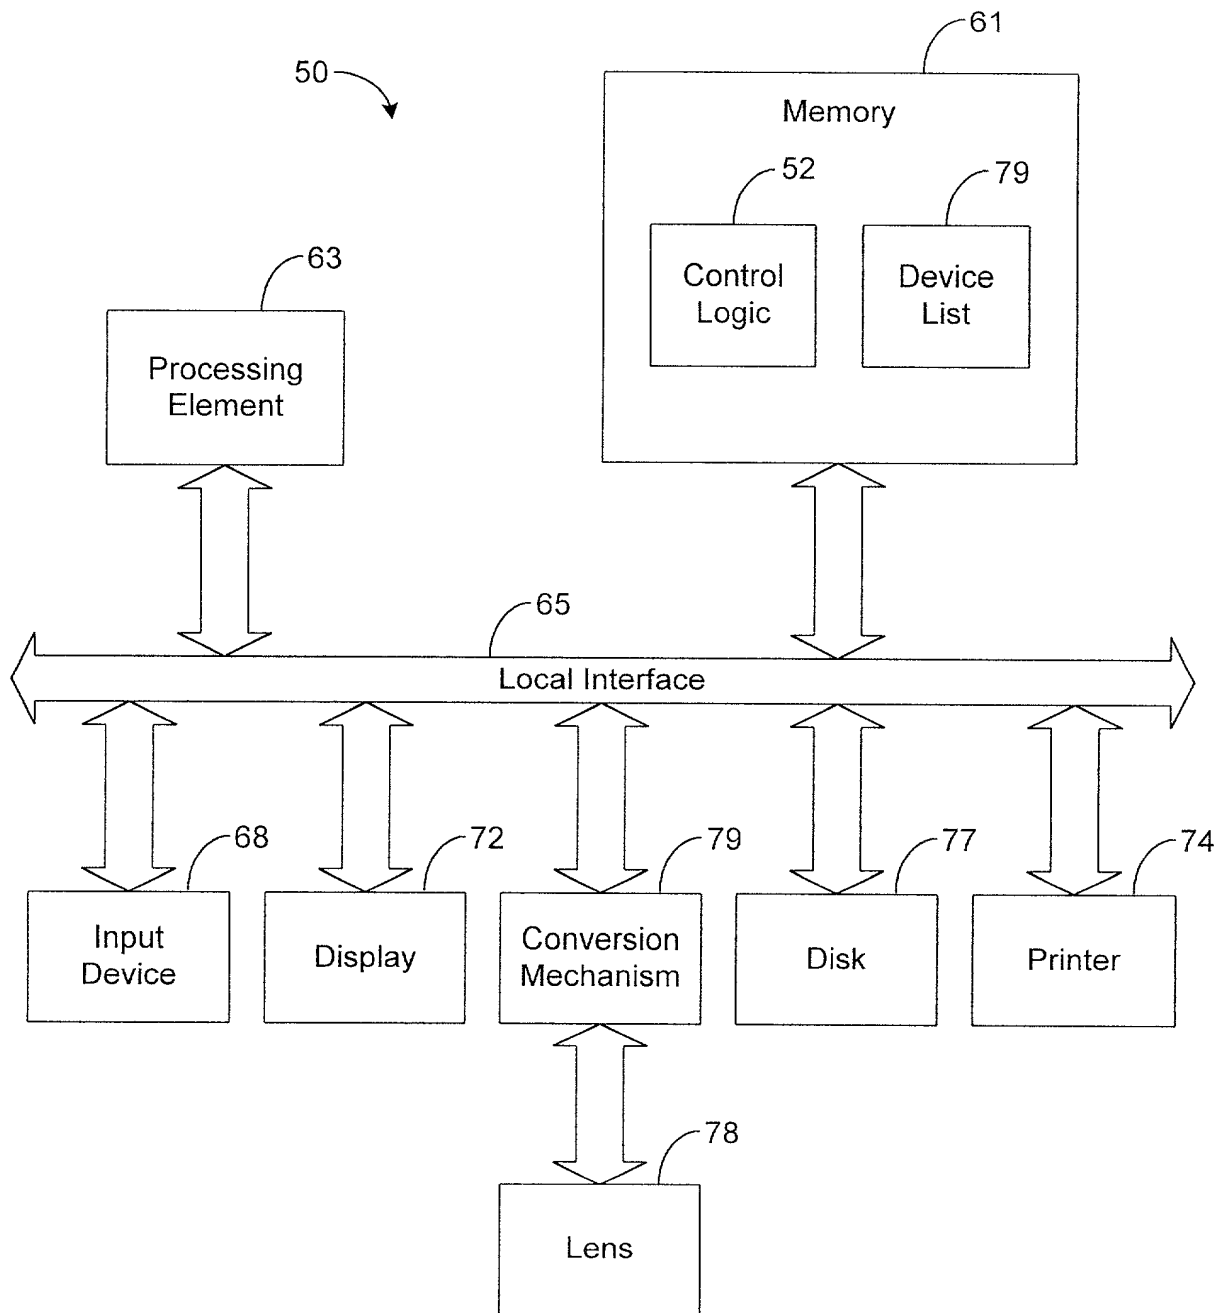 61
50
Memory
52
79
63
Control
Logic
Device
List
Processing
Element
65
Local Interface
68
72
79
77
74
Input
Device
Display
Conversion
Mechanism
Disk
Printer
78
Lens